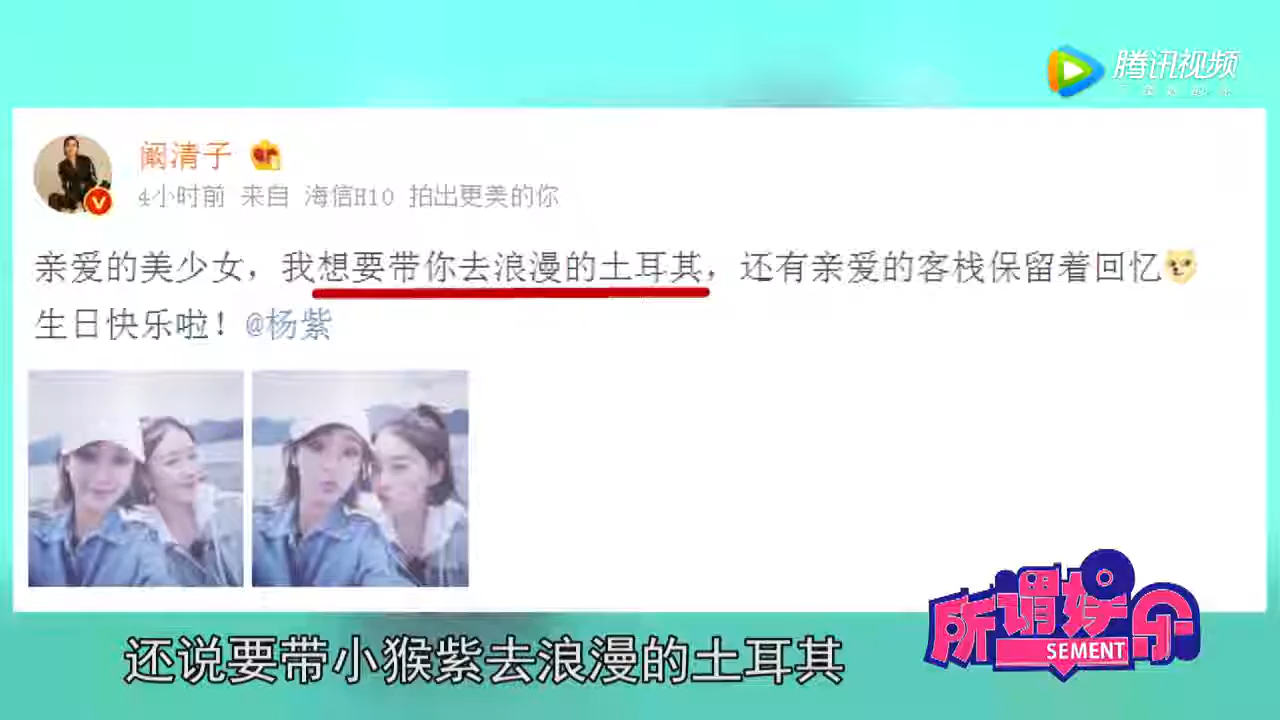 腾讯视频
阚清子
4小时前 来自 海信H10 拍出更美的你
亲爱的美少女，我想要带你去浪漫的土耳其，还有亲爱的客栈保留着回忆
生日快乐啦！@杨紫
所谓娱乐
SEMENT
还说要带小猴紫去浪漫的土耳其